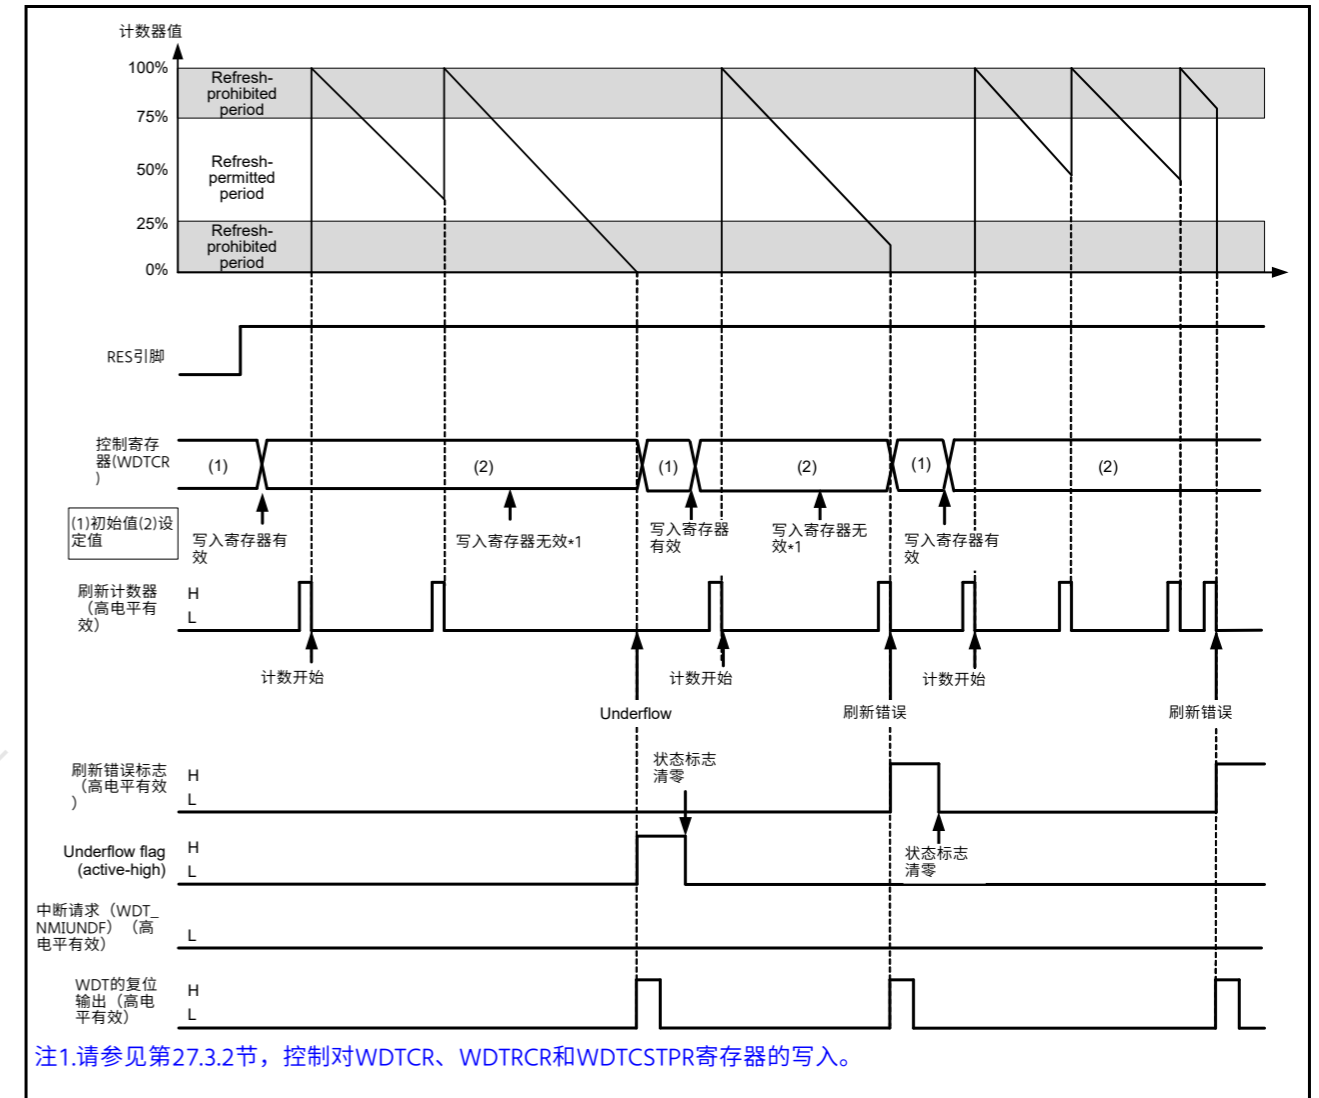 计数器值
100%
Refresh-
prohibited
period
75%
50%
Refresh-
permitted
period
25%
Refresh-
prohibited
period
0%
RES引脚
控制寄存
器(WDTCR
)
(1)
(2)
(1)
(2)
(1)
(2)
(1)初始值(2)设
定值
写入寄存器有
效
写入寄存器无效*1
写入寄存器
有效
写入寄存器无
效*1
写入寄存器有
效
刷新计数器
（高电平有
效）
H
L
计数开始
计数开始
计数开始
Underflow
刷新错误
刷新错误
刷新错误标志
（高电平有效
）
H
L
状态标志
清零
Underflow flag
(active-high)
H
L
状态标志
清零
中断请求（WDT_
NMIUNDF）（高
电平有效）
L
WDT的复位
输出（高电
平有效）
H
L
注1.请参见第27.3.2节，控制对WDTCR、WDTRCR和WDTCSTPR寄存器的写入。